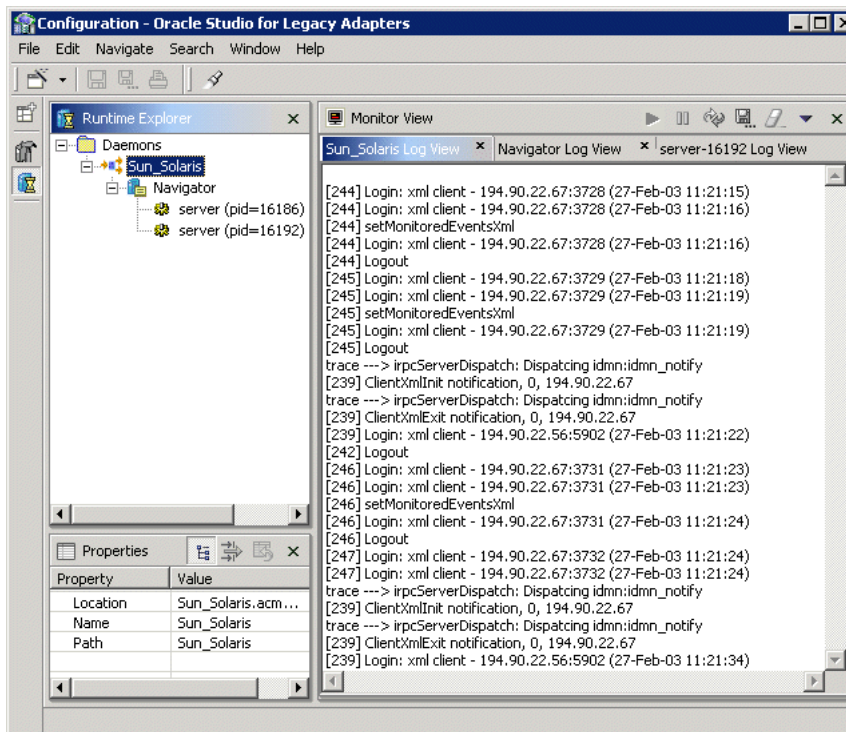 Configuration - Oracle Studio for Legacy Adapters
File Edit Navigate Search Window Help
Runtime Explorer
Daemons
Sun_Solaris
Navigator
server (pid=16186)
server (pid=16192)
Properties
Property Value
Location Sun_Solaris.acm...
Name Sun_Solaris
Path Sun_Solaris
Monitor View
Sun_Solaris Log View Navigator Log View server-16192 Log View
[244] Login: xml client - 194.90.22.67:3728 (27-Feb-03 11:21:15)
[244] Login: xml client - 194.90.22.67:3728 (27-Feb-03 11:21:16)
[244] setMonitoredEventsXml
[244] Login: xml client - 194.90.22.67:3728 (27-Feb-03 11:21:16)
[244] Logout
[245] Login: xml client - 194.90.22.67:3729 (27-Feb-03 11:21:18)
[245] Login: xml client - 194.90.22.67:3729 (27-Feb-03 11:21:19)
[245] setMonitoredEventsXml
[245] Login: xml client - 194.90.22.67:3729 (27-Feb-03 11:21:19)
[245] Logout
trace ---> irpcServerDispatch: Dispatcing idmn:idmn_notify
[239] ClientXmlInit notification, 0, 194.90.22.67
trace ---> irpcServerDispatch: Dispatcing idmn:idmn_notify
[239] ClientXmlExit notification, 0, 194.90.22.67
[239] Login: xml client - 194.90.22.56:5902 (27-Feb-03 11:21:22)
[242] Logout
[246] Login: xml client - 194.90.22.67:3731 (27-Feb-03 11:21:23)
[246] Login: xml client - 194.90.22.67:3731 (27-Feb-03 11:21:23)
[246] setMonitoredEventsXml
[246] Login: xml client - 194.90.22.67:3731 (27-Feb-03 11:21:24)
[246] Logout
[247] Login: xml client - 194.90.22.67:3732 (27-Feb-03 11:21:24)
[247] Login: xml client - 194.90.22.67:3732 (27-Feb-03 11:21:24)
trace ---> irpcServerDispatch: Dispatcing idmn:idmn_notify
[239] ClientXmlInit notification, 0, 194.90.22.67
trace ---> irpcServerDispatch: Dispatcing idmn:idmn_notify
[239] ClientXmlExit notification, 0, 194.90.22.67
[239] Login: xml client - 194.90.22.56:5902 (27-Feb-03 11:21:34)